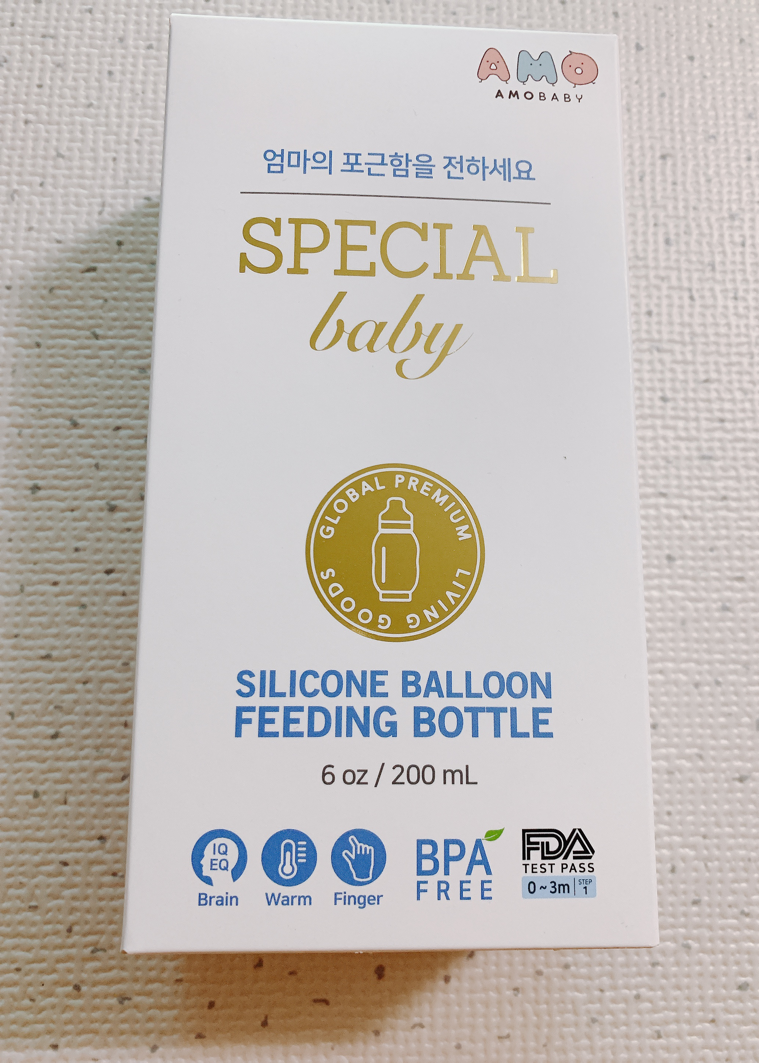 AMO
AMOBABY
엄마의 포근함을 전하세요
SPECIAL
baby
GLOBAL PREMIUM
LIVING GOODS
SILICONE BALLOON
FEEDING BOTTLE
6 oz / 200 mL
IQ
EQ
Brain
Warm
Finger
BPA
FREE
FDA
TEST PASS
0~3m STEP 1